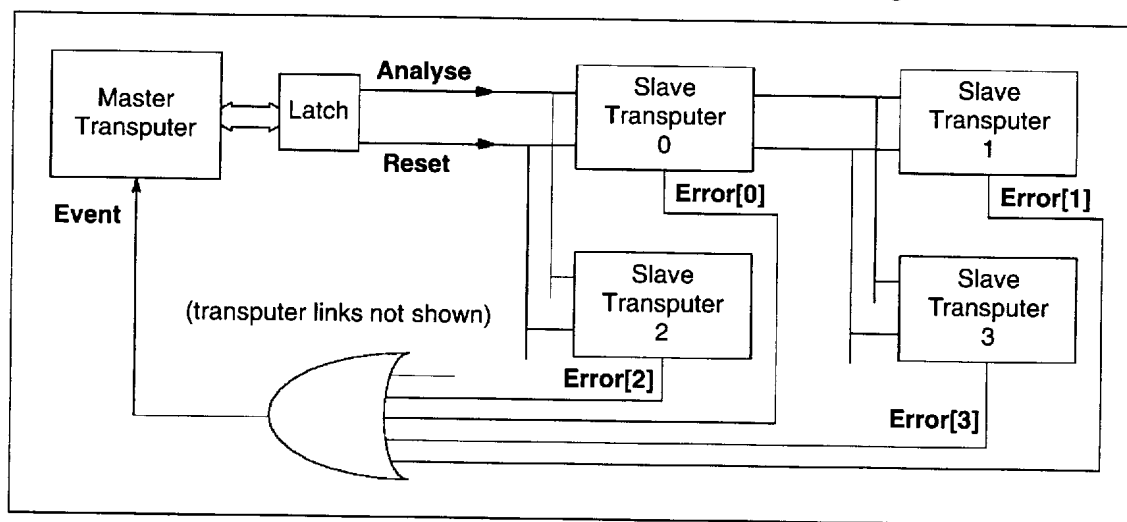 Master
Transputer
Latch
Analyse
Reset
Slave
Transputer
0
Slave
Transputer
1
Event
Error[0]
Error[1]
Slave
Transputer
2
Slave
Transputer
3
(transputer links not shown)
Error[2]
Error[3]